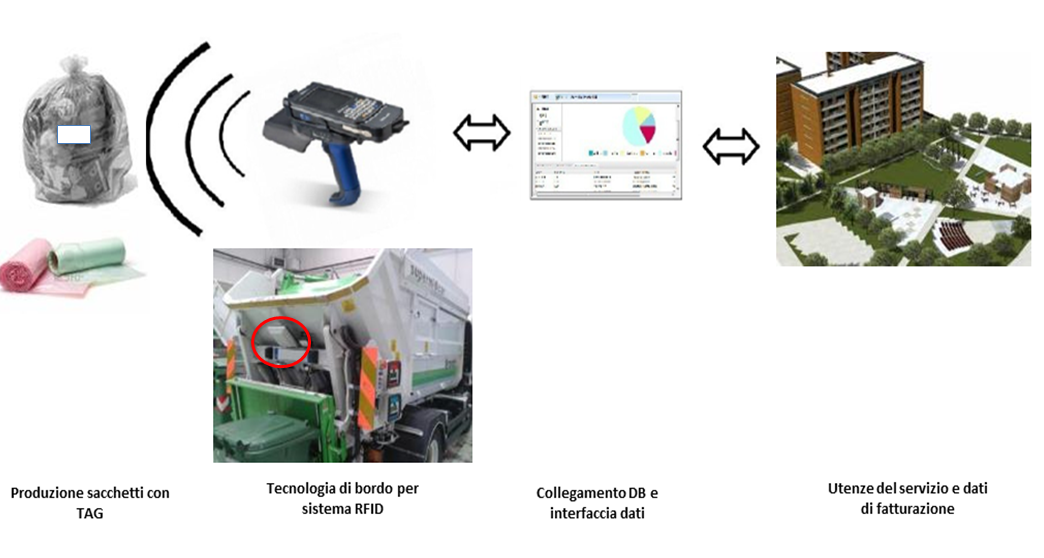 Produzione sacchetti con
TAG
Tecnologia di bordo per
sistema RFID
Collegamento DB e
interfaccia dati
Utenze del servizio e dati
di fatturazione